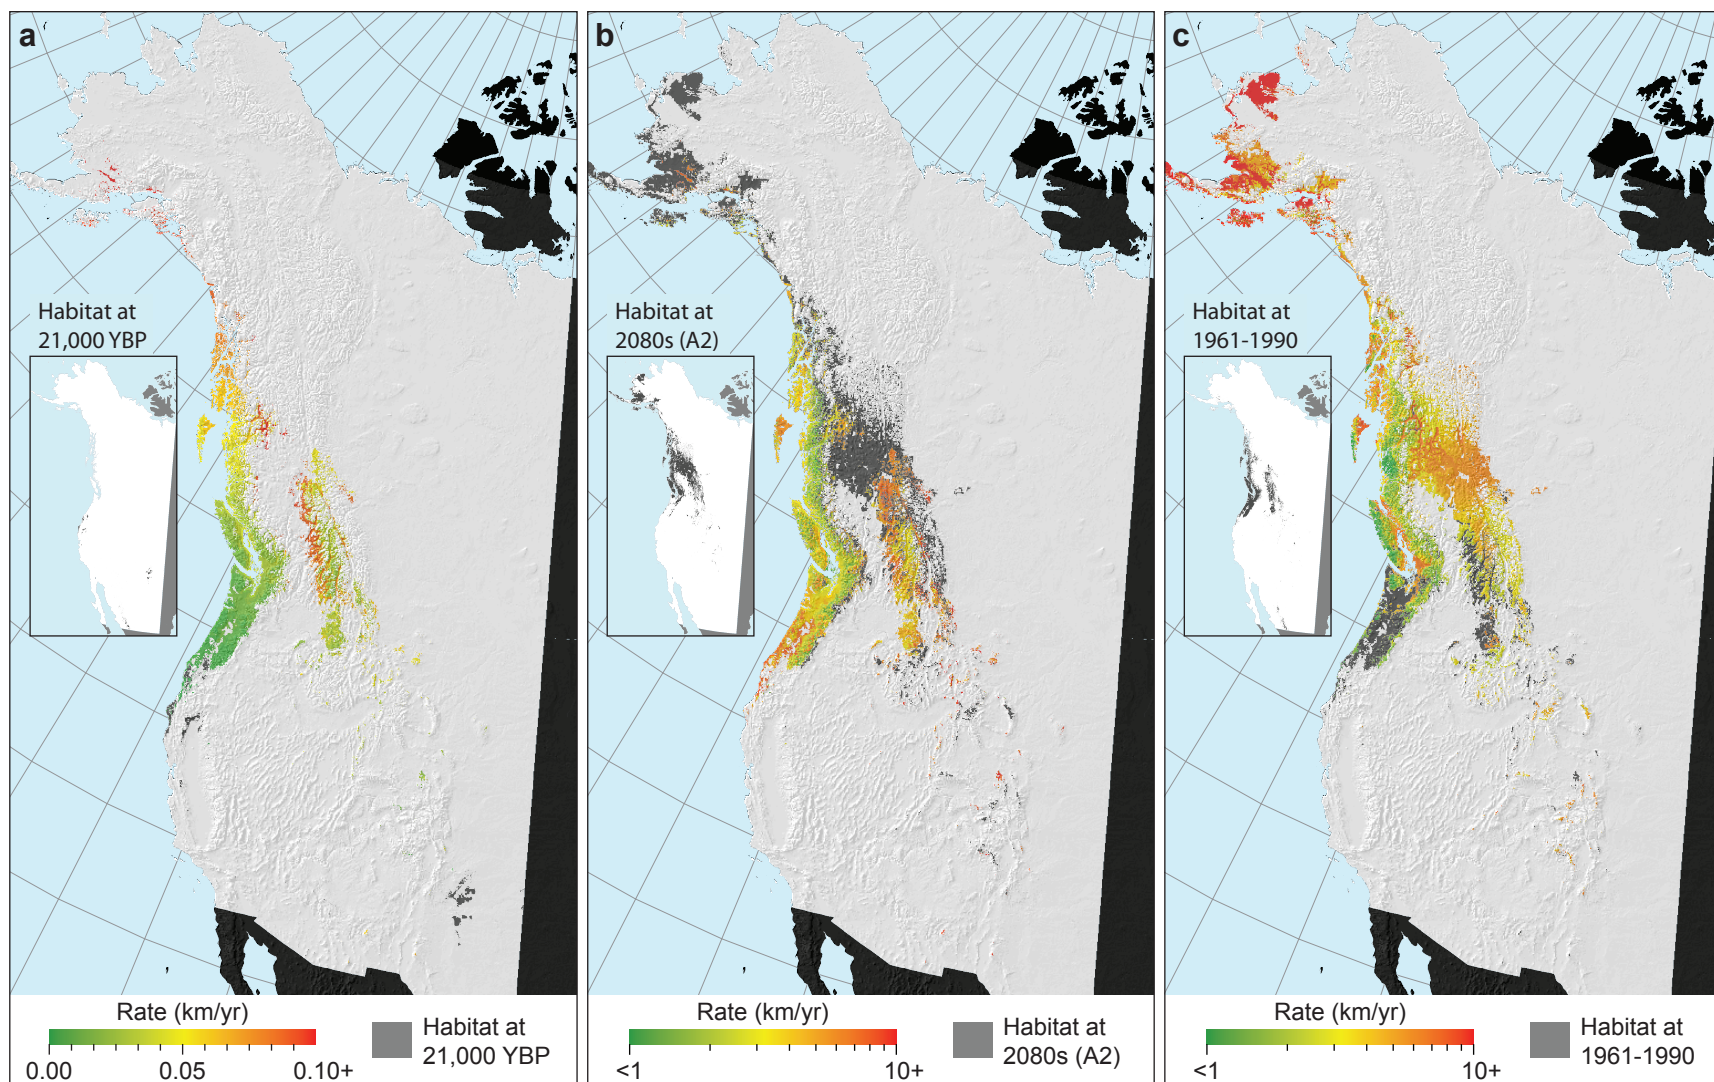 a
Habitat at
21,000 YBP
Rate (km/yr)
0.00 0.05 0.10+
Habitat at
21,000 YBP
b
Habitat at
2080s (A2)
Rate (km/yr)
<1 10+
Habitat at
2080s (A2)
c
Habitat at
1961-1990
Rate (km/yr)
<1 10+
Habitat at
1961-1990